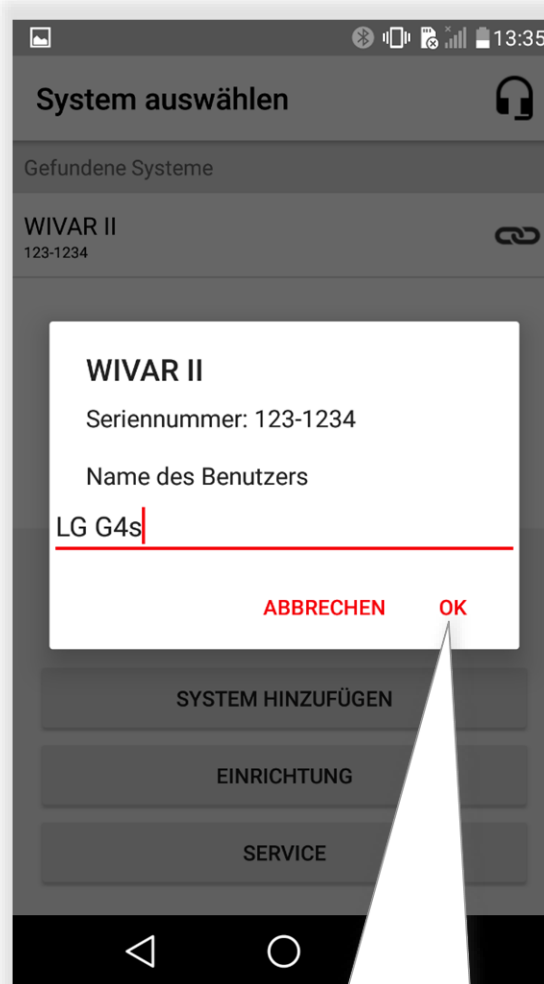 13:35
System auswählen
Gefundene Systeme
WIVAR II
123-1234
WIVAR II
Seriennummer: 123-1234
Name des Benutzers
LG G4s
ABBRECHEN OK
SYSTEM HINZUFÜGEN
EINRICHTUNG
SERVICE